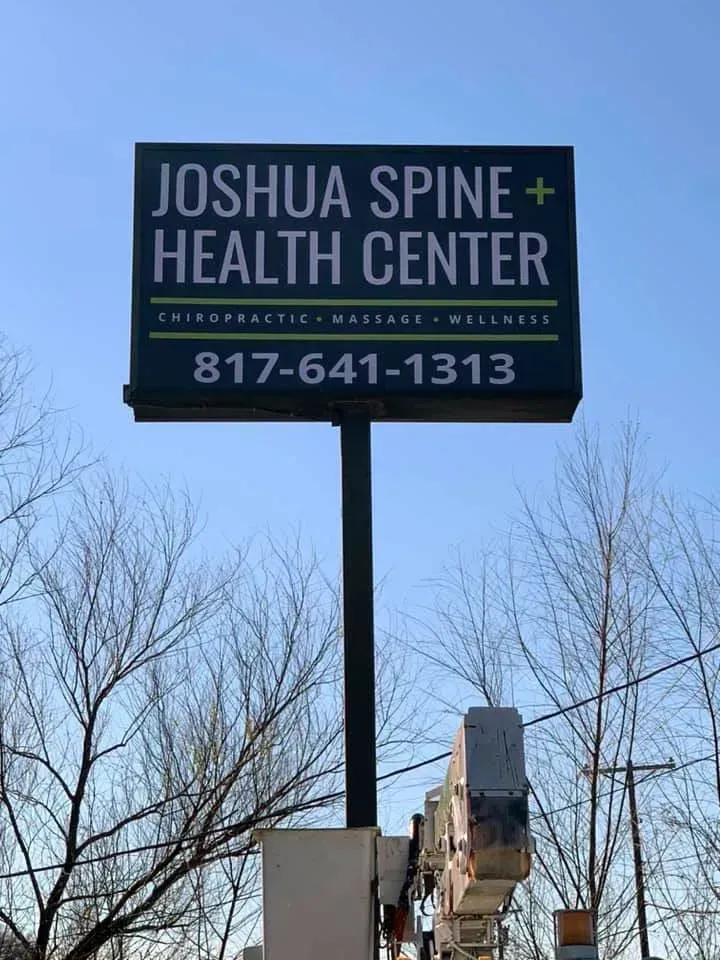 JOSHUA SPINE +
HEALTH CENTER
CHIROPRACTIC • MASSAGE • WELLNESS
817-641-1313